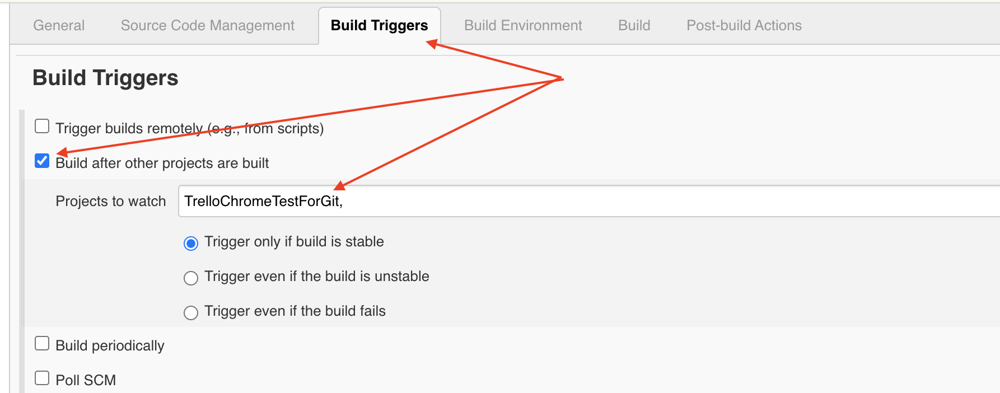 General Source Code Management Build Triggers Build Environment Build Post-build Actions
Build Triggers
Trigger builds remotely (e.g., from scripts)
Build after other projects are built
Projects to watch TrelloChromeTestForGit,
Trigger only if build is stable
Trigger even if the build is unstable
Trigger even if the build fails
Build periodically
Poll SCM